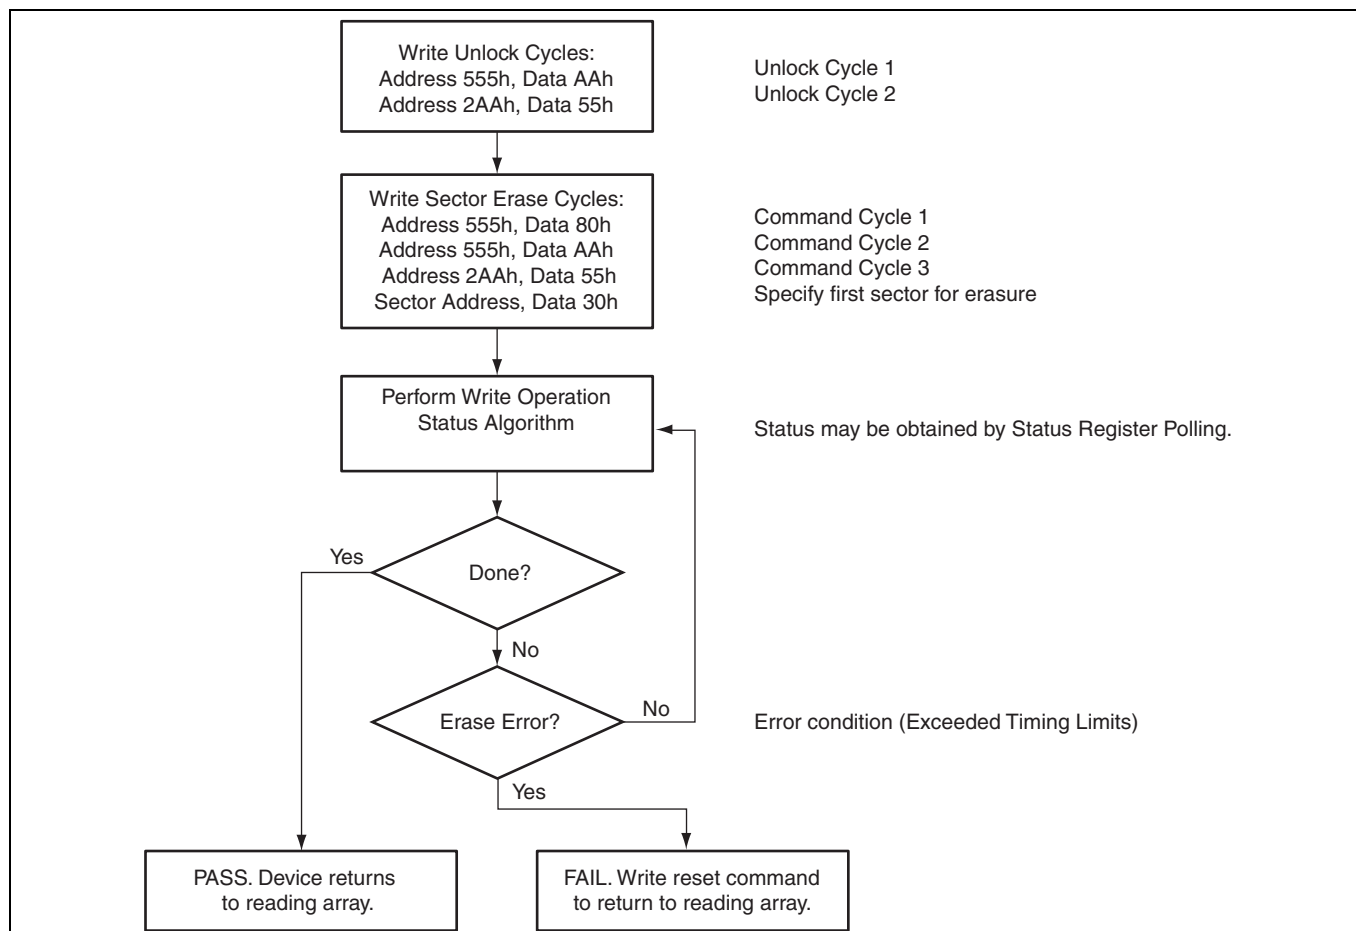 Write Unlock Cycles:
Address 555h, Data AAh
Address 2AAh, Data 55h
Unlock Cycle 1
Unlock Cycle 2
Write Sector Erase Cycles:
Address 555h, Data 80h
Address 555h, Data AAh
Address 2AAh, Data 55h
Sector Address, Data 30h
Command Cycle 1
Command Cycle 2
Command Cycle 3
Specify first sector for erasure
Perform Write Operation
Status Algorithm
Status may be obtained by Status Register Polling.
Yes
Done?
No
Erase Error?
No
Error condition (Exceeded Timing Limits)
Yes
PASS. Device returns
to reading array.
FAIL. Write reset command
to return to reading array.